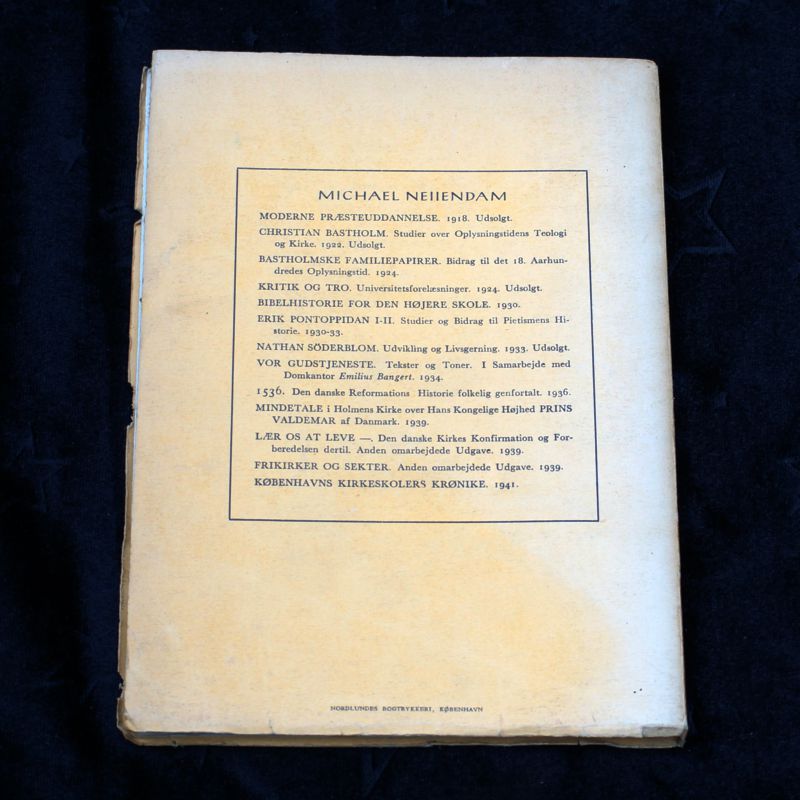 MICHAEL NEIIENDAM
MODERNE PRÆSTEUDDANNELSE. 1918. Udsolgt.
CHRISTIAN BASTHOLM. Studier over Oplysningstidens Teologi
og Kirke. 1922. Udsolgt.
BASTHOLMSKE FAMILIEPAPIRER. Bidrag til det 18. Aarhun-
dredes Oplysningstid. 1924.
KRITIK OG TRO. Universitetsforelæsninger. 1924. Udsolgt.
BIBELHISTORIE FOR DEN HØJERE SKOLE. 1930.
ERIK PONTOPPIDAN I-II. Studier og Bidrag til Pietismens Hi-
storie. 1930-33.
NATHAN SÖDERBLOM. Udvikling og Livsgerning. 1933. Udsolgt.
VOR GUDSTJENESTE. Tekster og Toner. I Samarbejde med
Domkantor Emilius Bangert. 1934.
1536. Den danske Reformations Historie folkelig genfortalt. 1936.
MINDETALE i Holmens Kirke over Hans Kongelige Højhed PRINS
VALDEMAR af Danmark. 1939.
LÆR OS AT LEVE —. Den danske Kirkes Konfirmation og For-
beredelsen dertil. Anden omarbejdede Udgave. 1939.
FRIKIRKER OG SEKTER. Anden omarbejdede Udgave. 1939.
KØBENHAVNS KIRKESKOLERS KRØNIKE. 1941.
NORDLUNDES BOGTRYKKERI, KØBENHAVN